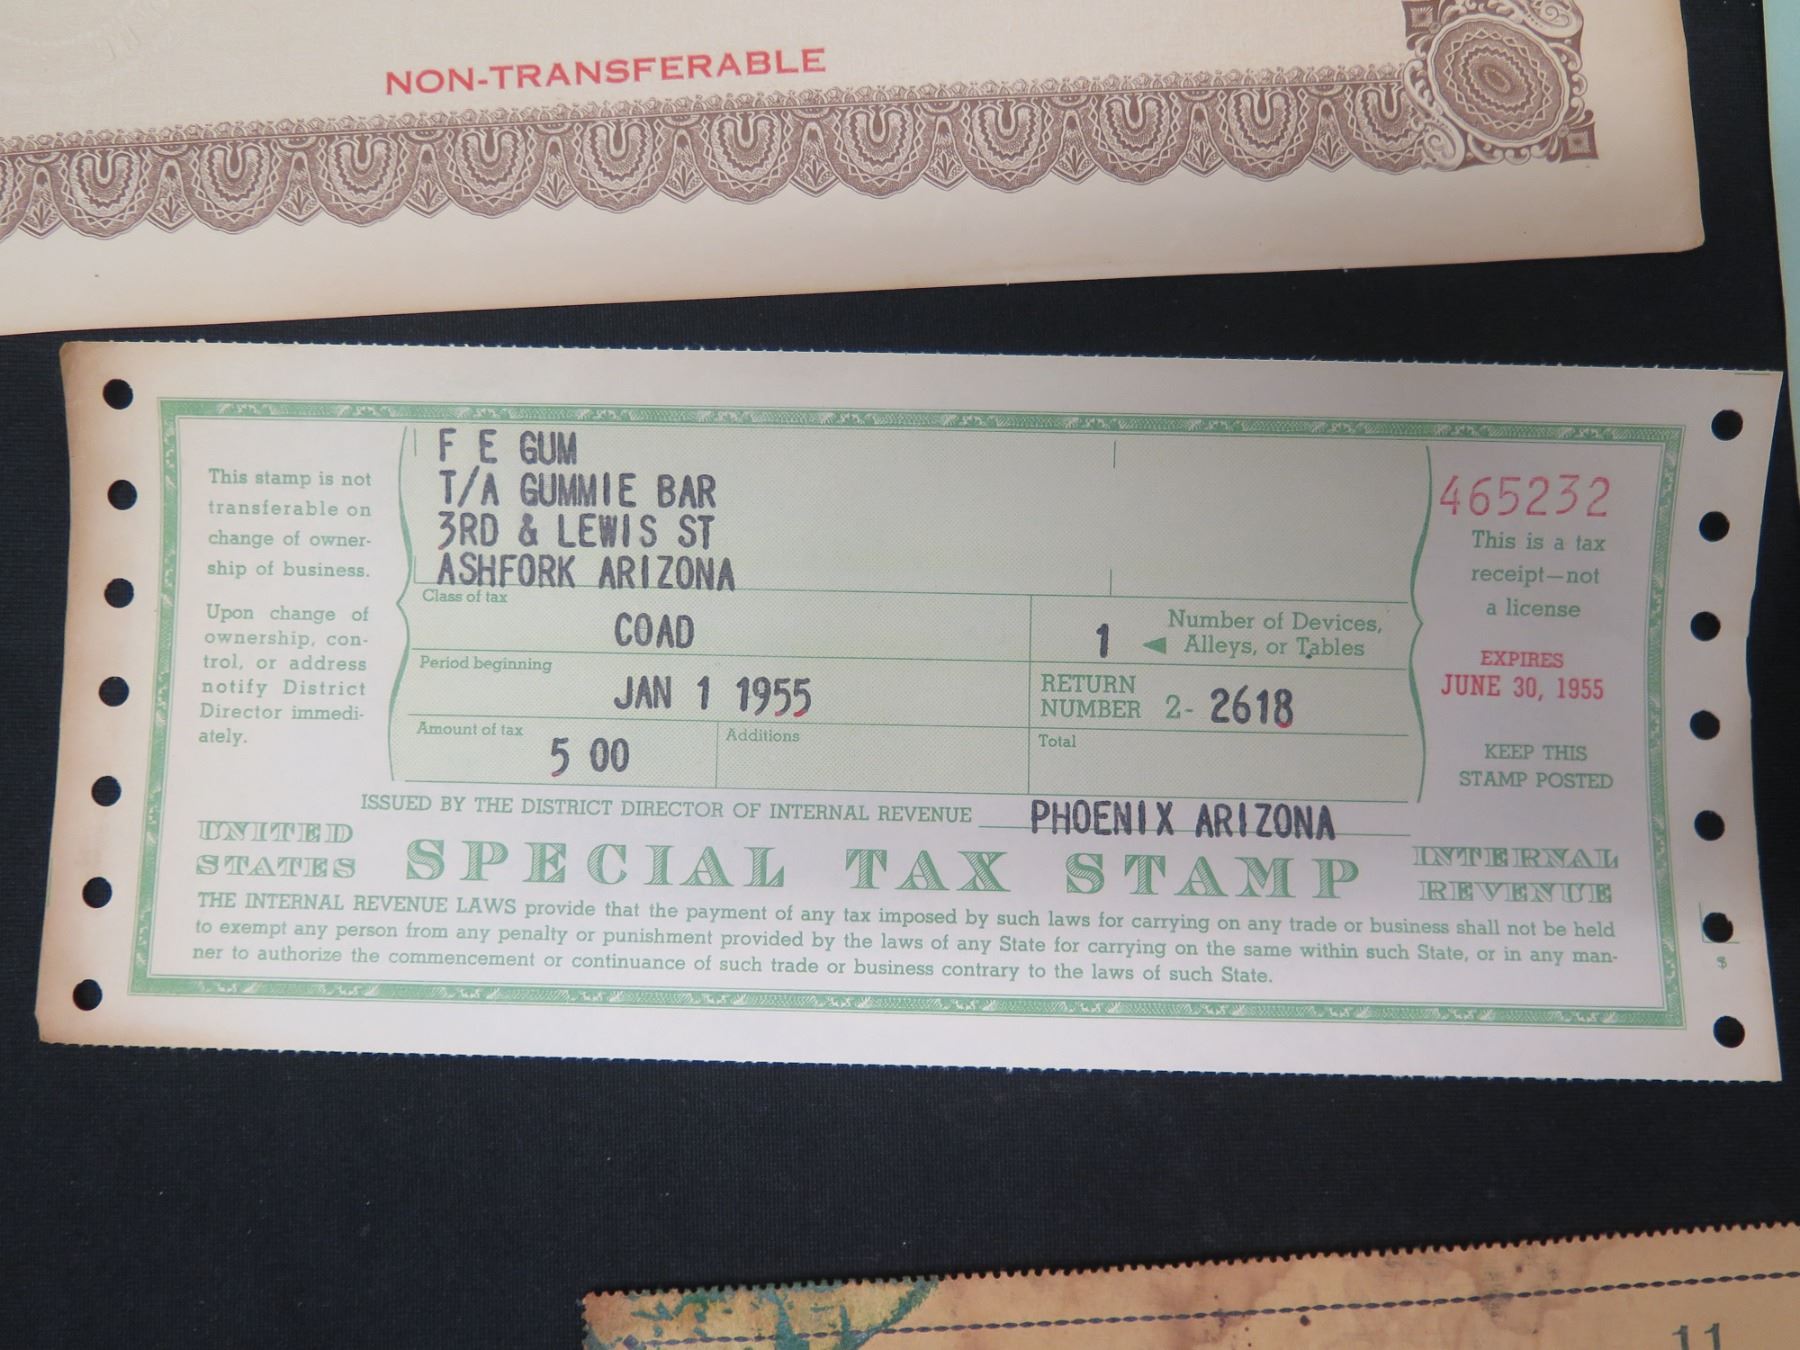 NON-TRANSFERABLE
F E GUM
T/A GUMMIE BAR
3RD & LEWIS ST
ASHFORK ARIZONA
This stamp is not
transferable on
change of owner-
ship of business.
Upon change of
ownership, con-
trol, or address
notify District
Director immedi-
ately.
Class of tax
COAD
1
Number of Devices,
Alleys, or Tables
Period beginning
JAN 1 1955
RETURN
NUMBER 2- 2618
Amount of tax
5 00
Additions
Total
465232
This is a tax
receipt—not
a license
EXPIRES
JUNE 30, 1955
KEEP THIS
STAMP POSTED
ISSUED BY THE DISTRICT DIRECTOR OF INTERNAL REVENUE PHOENIX ARIZONA
UNITED
STATES
SPECIAL TAX STAMP
INTERNAL
REVENUE
THE INTERNAL REVENUE LAWS provide that the payment of any tax imposed by such laws for carrying on any trade or business shall not be held
to exempt any person from any penalty or punishment provided by the laws of any State for carrying on the same within such State, or in any man-
ner to authorize the commencement or continuance of such trade or business contrary to the laws of such State.
$
11